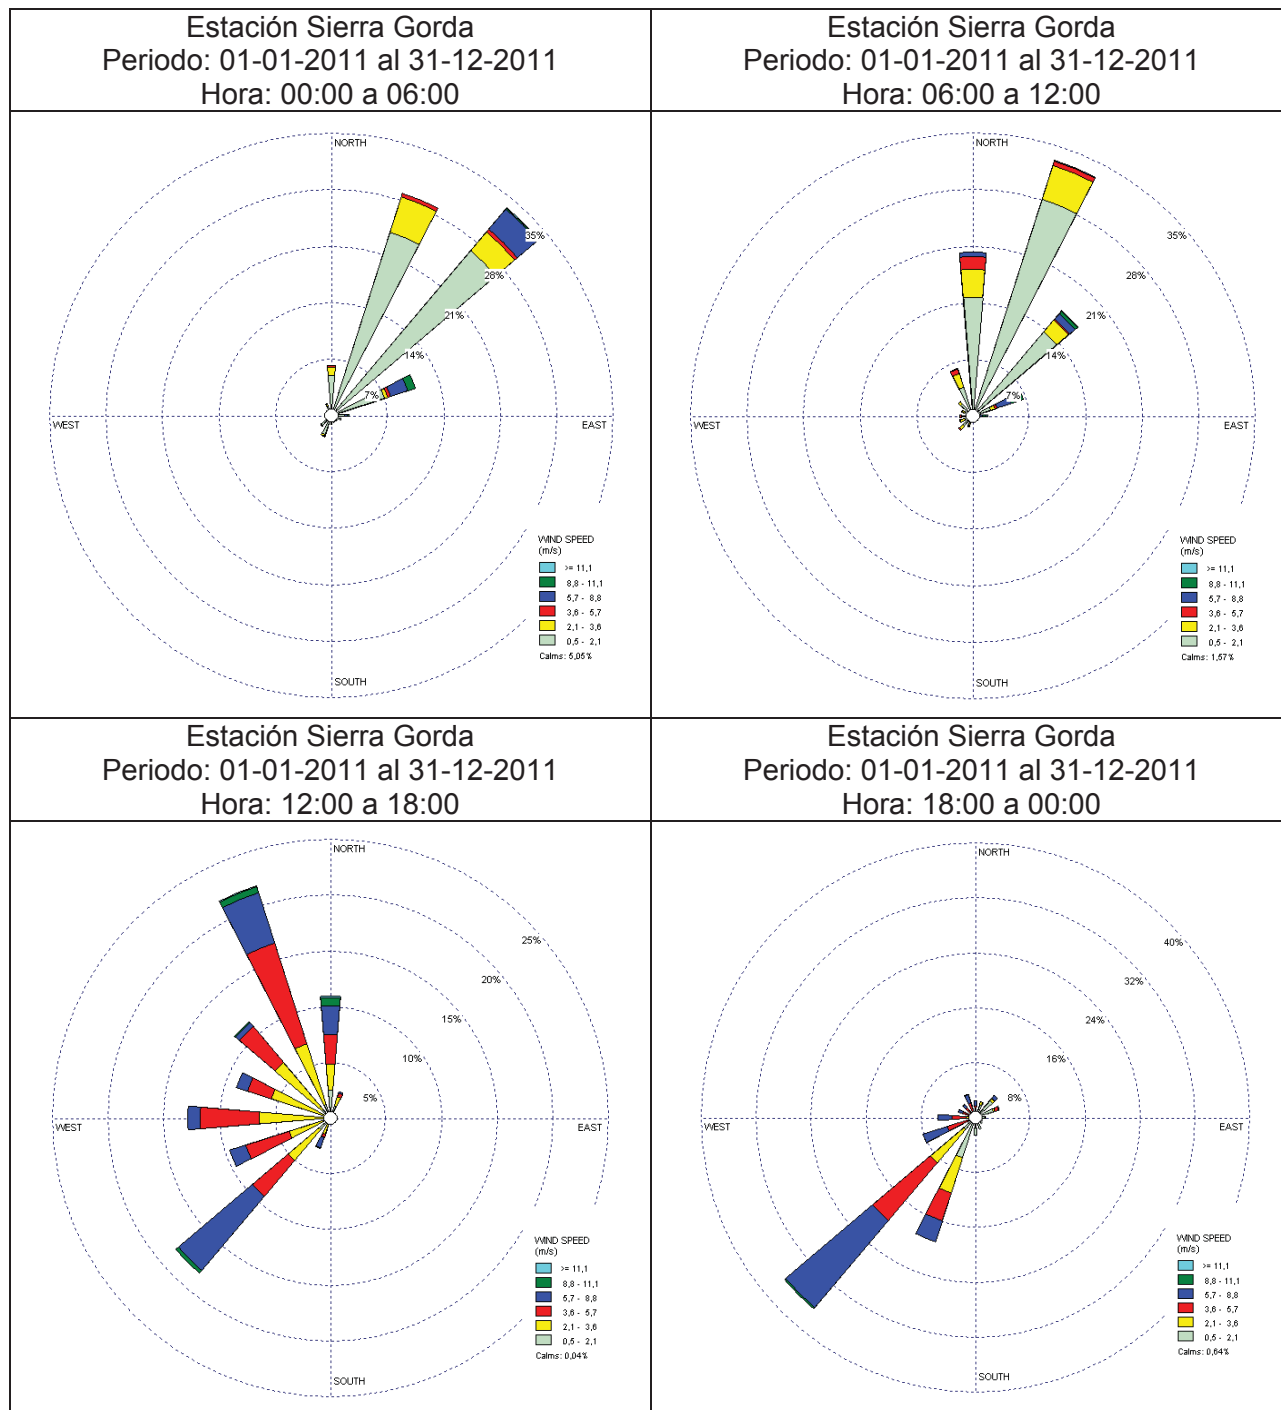 Estación Sierra Gorda
Periodo: 01-01-2011 al 31-12-2011
Hora: 00:00 a 06:00
NORTH
35%
28%
21%
14%
7%
WEST
EAST
WIND SPEED
(m/s)
>= 11,1
8,8 - 11,1
5,7 - 8,8
3,6 - 5,7
2,1 - 3,6
0,5 - 2,1
Calms: 5,05%
SOUTH
Estación Sierra Gorda
Periodo: 01-01-2011 al 31-12-2011
Hora: 06:00 a 12:00
NORTH
35%
28%
21%
14%
7%
WEST
EAST
WIND SPEED
(m/s)
>= 11,1
8,8 - 11,1
5,7 - 8,8
3,6 - 5,7
2,1 - 3,6
0,5 - 2,1
Calms: 1,57%
SOUTH
Estación Sierra Gorda
Periodo: 01-01-2011 al 31-12-2011
Hora: 12:00 a 18:00
NORTH
25%
20%
15%
10%
5%
WEST
EAST
WIND SPEED
(m/s)
>= 11,1
8,8 - 11,1
5,7 - 8,8
3,6 - 5,7
2,1 - 3,6
0,5 - 2,1
Calms: 0,04%
SOUTH
Estación Sierra Gorda
Periodo: 01-01-2011 al 31-12-2011
Hora: 18:00 a 00:00
NORTH
40%
32%
24%
16%
8%
WEST
EAST
WIND SPEED
(m/s)
>= 11,1
8,8 - 11,1
5,7 - 8,8
3,6 - 5,7
2,1 - 3,6
0,5 - 2,1
Calms: 0,64%
SOUTH